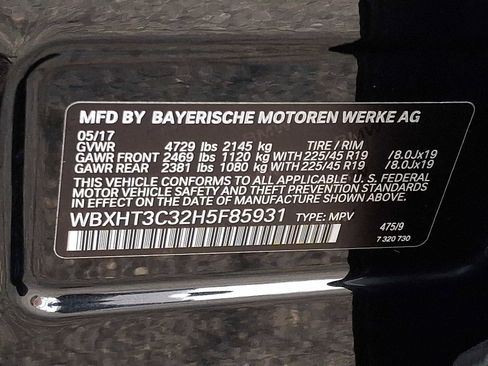 MFD BY BAYERISCHE MOTOREN WERKE AG
05/17
GVWR 4729 lbs 2145 kg TIRE / RIM
GAWR FRONT 2469 lbs 1120 kg WITH 225/45 R19 /8.0Jx19
GAWR REAR 2381 lbs 1080 kg WITH 225/45 R19 /8.0Jx19
THIS VEHICLE CONFORMS TO ALL APPLICABLE U. S. FEDERAL
MOTOR VEHICLE SAFETY AND THEFT PREVENTION STANDARDS
IN EFFECT ON THE DATE OF MANUFACTURE SHOWN ABOVE.
WBXHT3C32H5F85931 TYPE: MPV
475/9
7 320 730